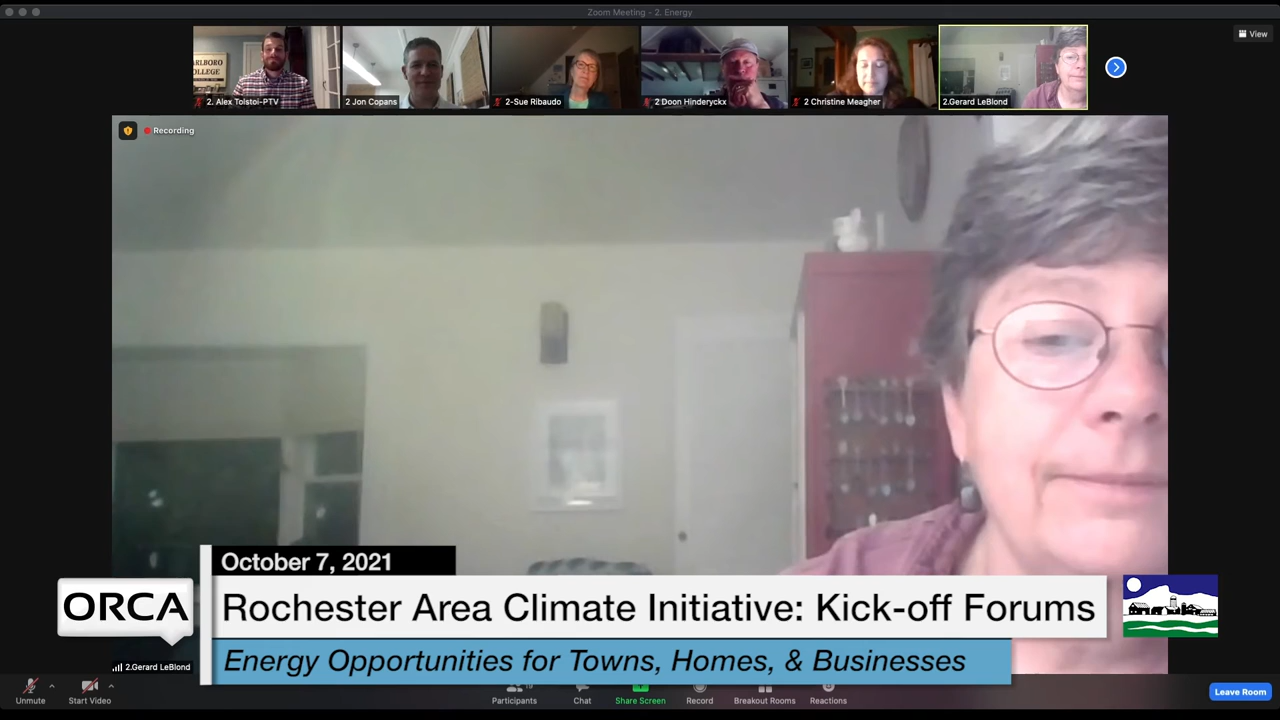 Zoom Meeting - 2. Energy
View
ARLBORO
COLLEGE
2. Alex Tolstoi-PTV
2 Jon Copans
2-Sue Ribaudo
2 Doon Hinderyckx
2 Christine Meagher
2.Gerard LeBlond
Recording
October 7, 2021
ORCA
Rochester Area Climate Initiative: Kick-off Forums
Energy Opportunities for Towns, Homes, & Businesses
2.Gerard LeBlond
Unmute
Start Video
Participants
Chat
Share Screen
Record
Breakout Rooms
Reactions
Leave Room